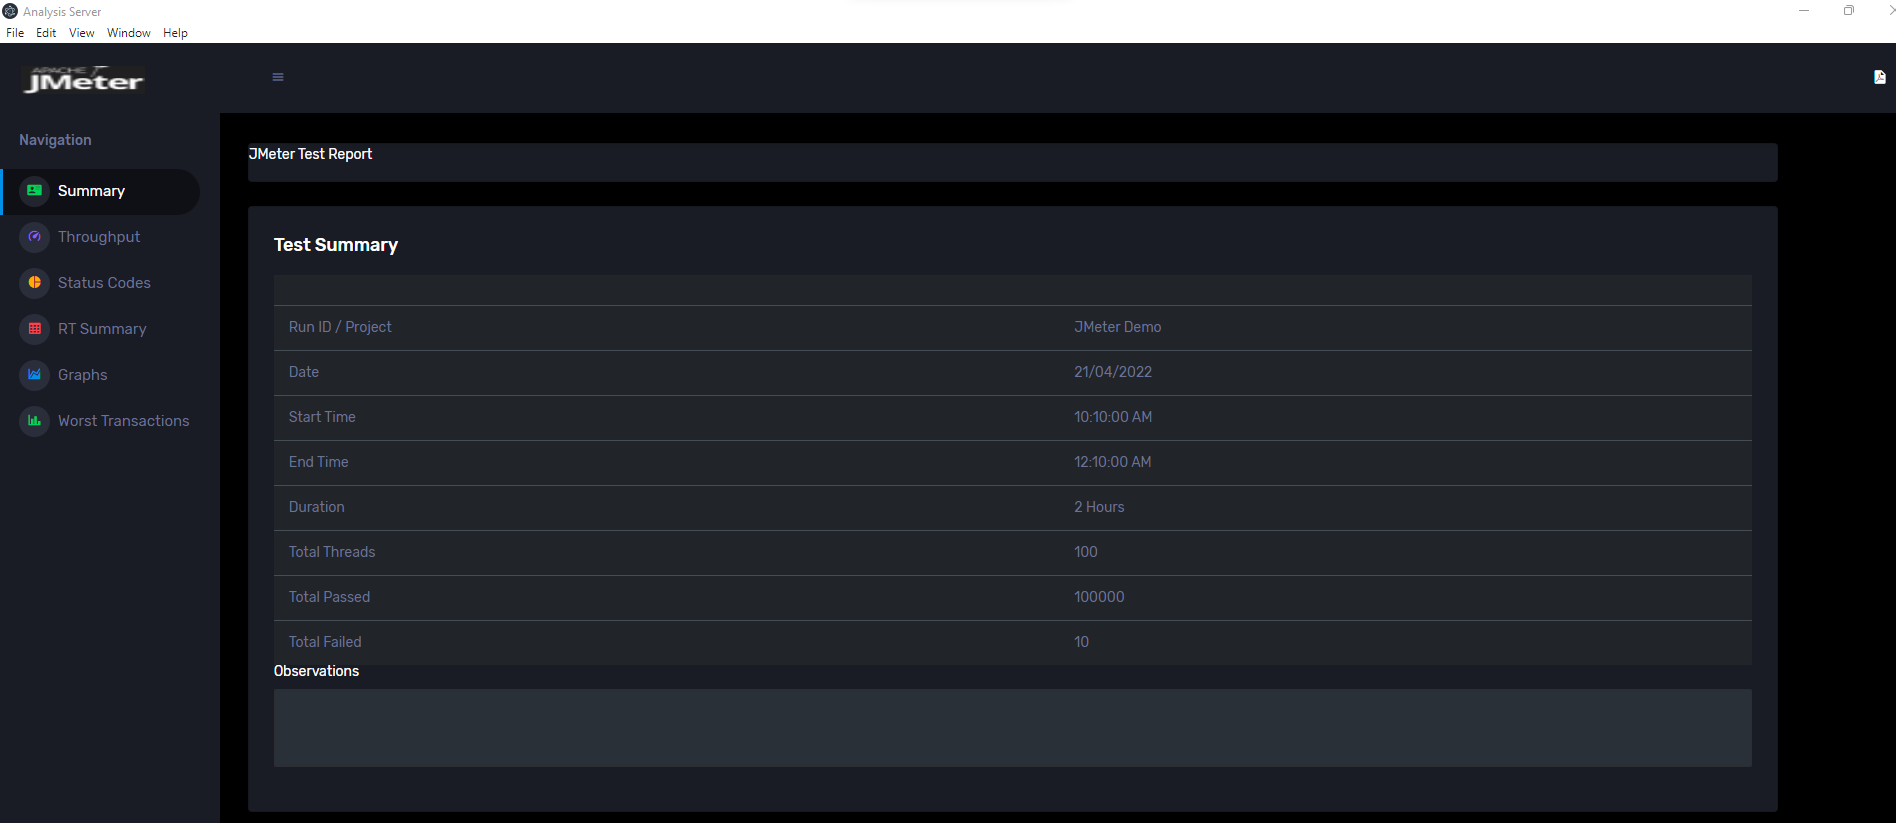 Analysis Server
File Edit View Window Help
APACHE
JMeter
Navigation
Summary
Throughput
Status Codes
RT Summary
Graphs
Worst Transactions
JMeter Test Report
Test Summary
Run ID / Project JMeter Demo
Date 21/04/2022
Start Time 10:10:00 AM
End Time 12:10:00 AM
Duration 2 Hours
Total Threads 100
Total Passed 100000
Total Failed 10
Observations